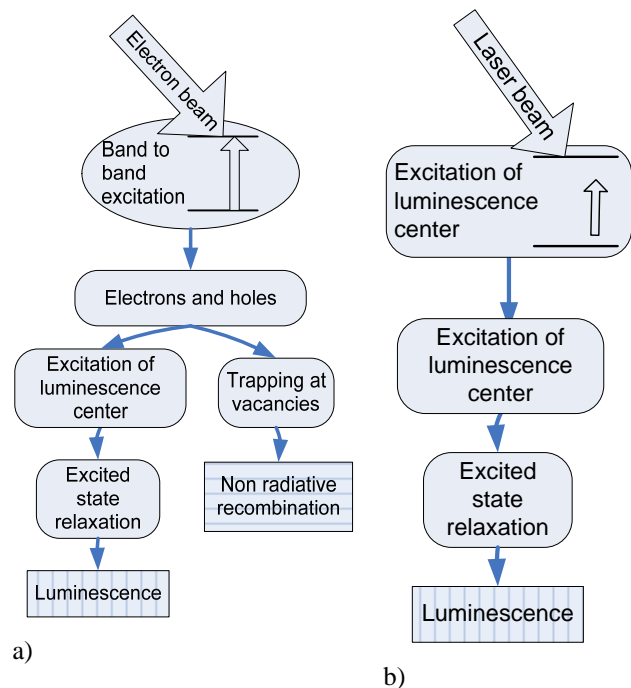 Electron beam
Band to
band
excitation
Electrons and holes
Excitation of
luminescence
center
Trapping at
vacancies
Excited
state
relaxation
Non radiative
recombination
Luminescence
a)
Laser beam
Excitation of
luminescence
center
Excitation of
luminescence
center
Excited
state
relaxation
Luminescence
b)